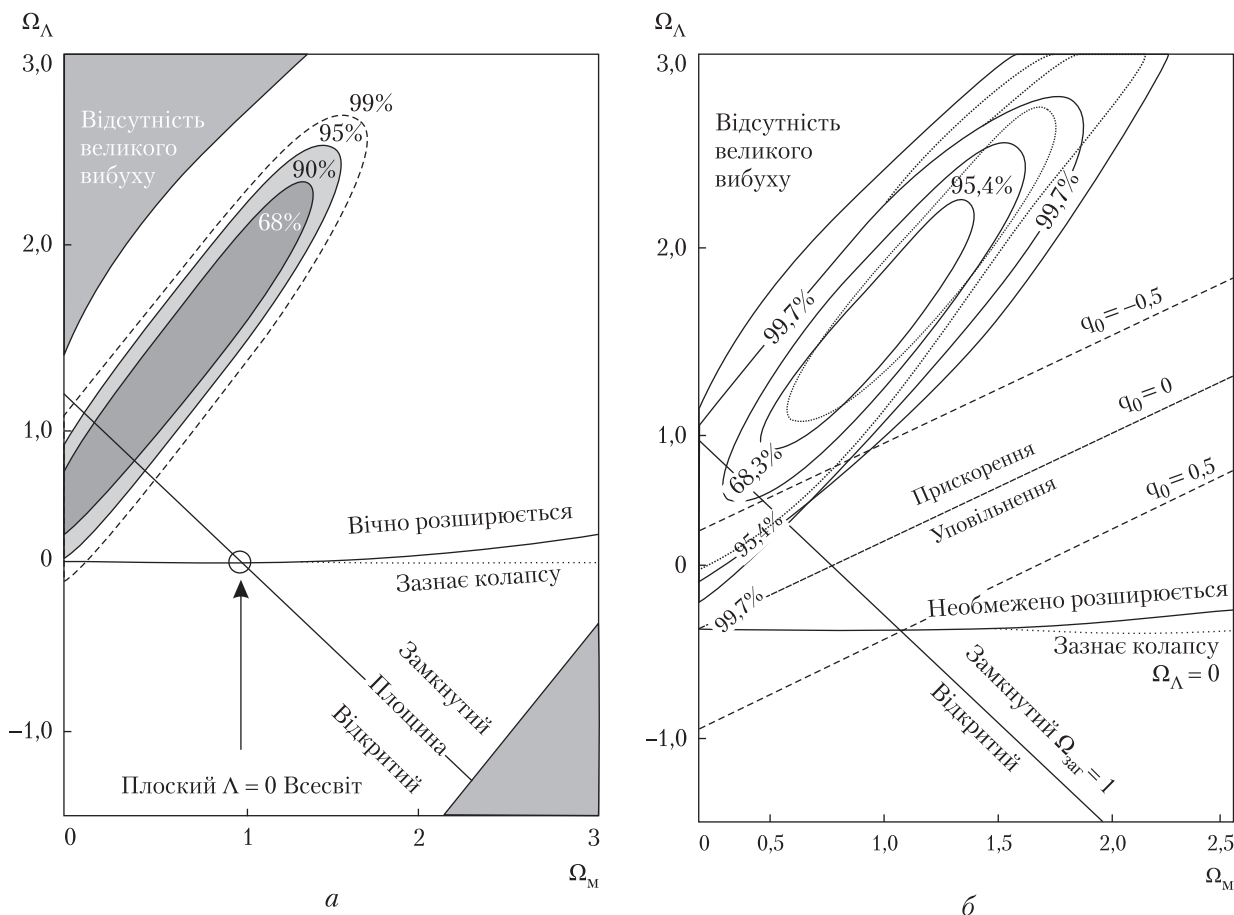 Ω_Λ
3,0
Відсутність
великого
вибуху
99%
95%
90%
68%
2,0
1,0
Вічно розширюється
0
Зазнає колапсу
Замкнутий
Площина
Відкритий
–1,0
Плоский Λ = 0 Всесвіт
0
1
2
3
Ω_м
а
Ω_Λ
3,0
Відсутність
великого
вибуху
95,4%
99,7%
2,0
99,7%
q₀ = –0,5
q₀ = 0
1,0
68,3%
Прискорення
Уповільнення
q₀ = 0,5
95,4%
0
99,7%
Необмежено розширюється
Зазнає колапсу
Ω_Λ = 0
Замкнутий Ω_заг = 1
Відкритий
–1,0
0
0,5
1,0
1,5
2,0
2,5
Ω_м
б